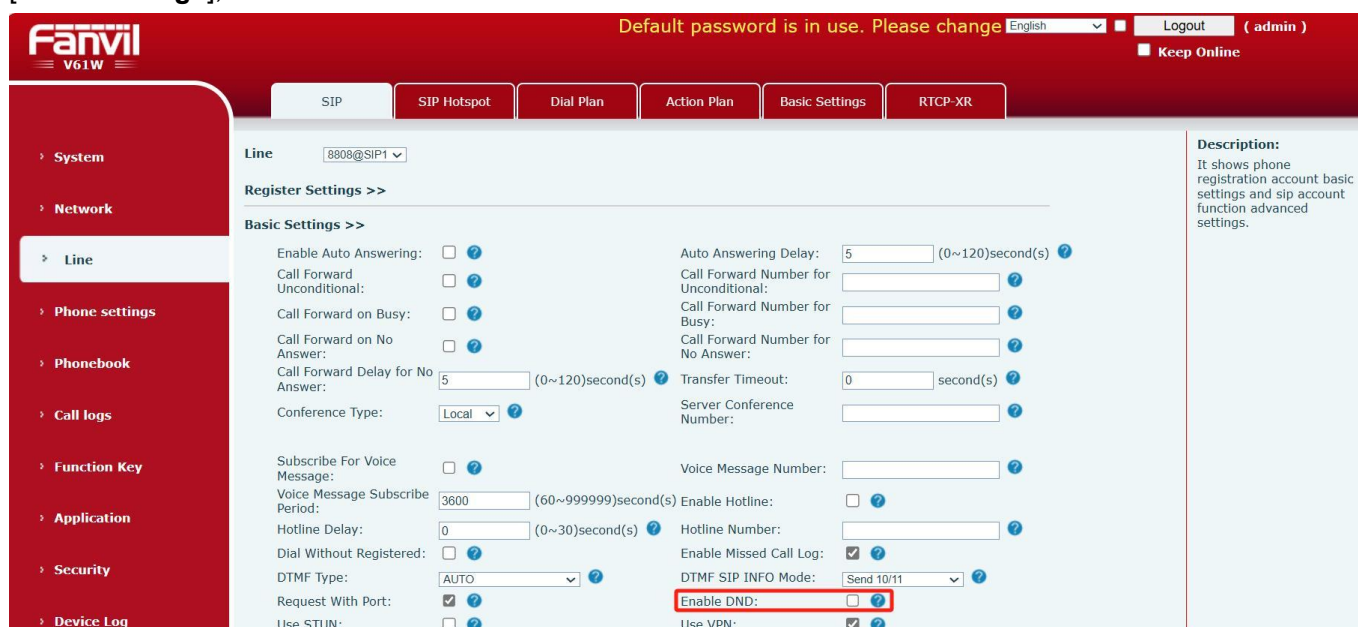 Fanvil
V61W
Default password is in use. Please change English Logout ( admin )
Keep Online
SIP SIP Hotspot Dial Plan Action Plan Basic Settings RTCP-XR
System
Network
Line
Phone settings
Phonebook
Call logs
Function Key
Application
Security
Device Log
Line 8808@SIP1
Register Settings >>
Basic Settings >>
Enable Auto Answering: Auto Answering Delay: 5 (0~120)second(s)
Call Forward Unconditional: Call Forward Number for Unconditional:
Call Forward on Busy: Call Forward Number for Busy:
Call Forward on No Answer: Call Forward Number for No Answer:
Call Forward Delay for No Answer: 5 (0~120)second(s) Transfer Timeout: 0 second(s)
Conference Type: Local Server Conference Number:
Subscribe For Voice Message: Voice Message Number:
Voice Message Subscribe Period: 3600 (60~999999)second(s) Enable Hotline:
Hotline Delay: 0 (0~30)second(s) Hotline Number:
Dial Without Registered: Enable Missed Call Log:
DTMF Type: AUTO DTMF SIP INFO Mode: Send 10/11
Request With Port: Enable DND:
Use STUN: Use VPN:
Description:
It shows phone
registration account basic
settings and sip account
function advanced
settings.